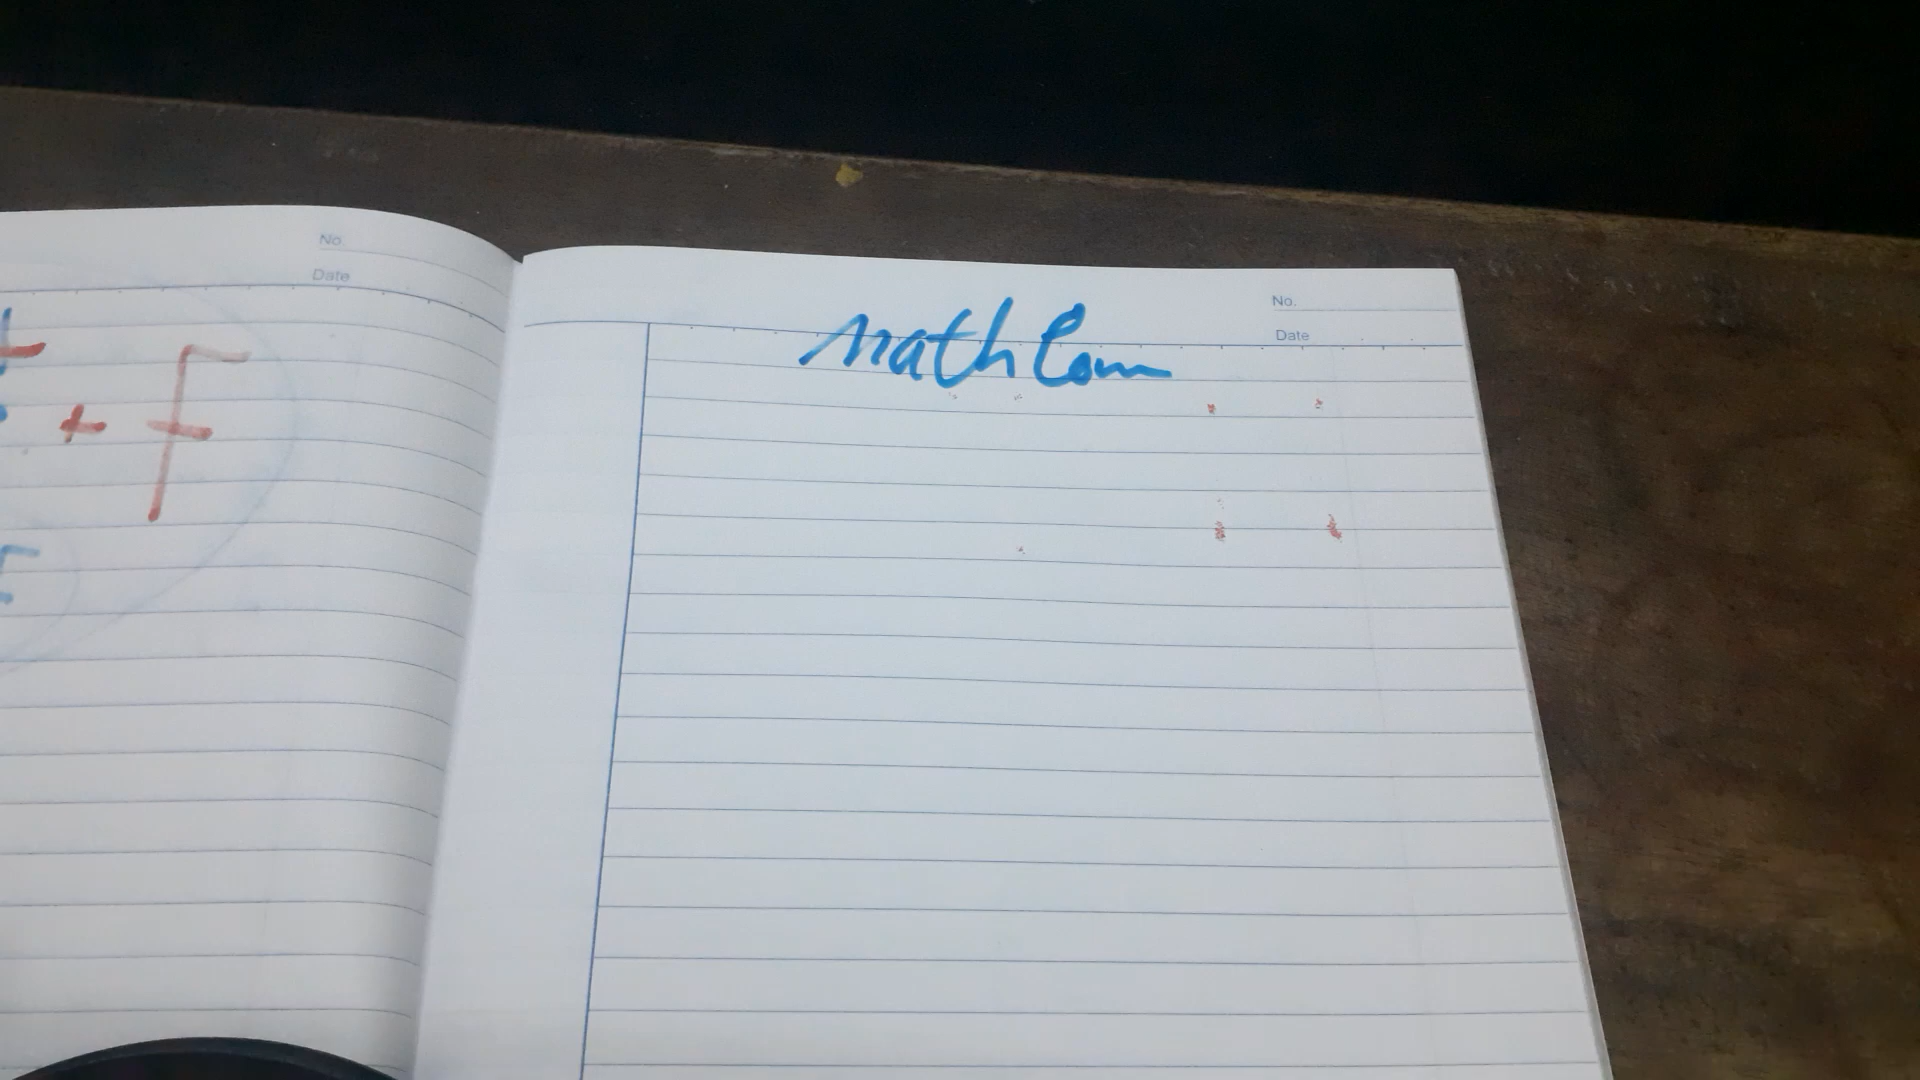 No.
Date
+ F
math Com
No.
Date